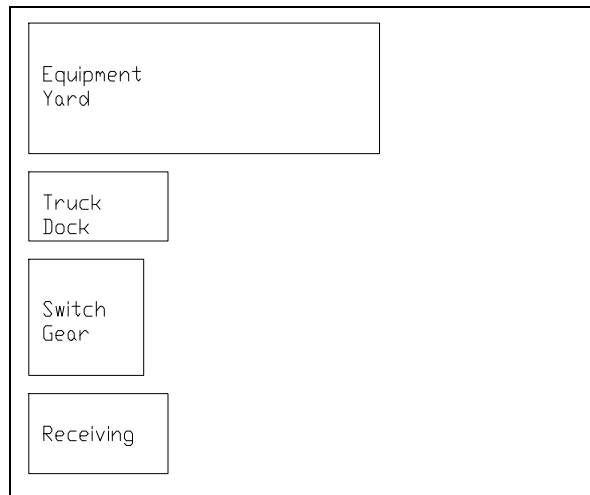 Equipment
Yard
Truck
Dock
Switch
Gear
Receiving